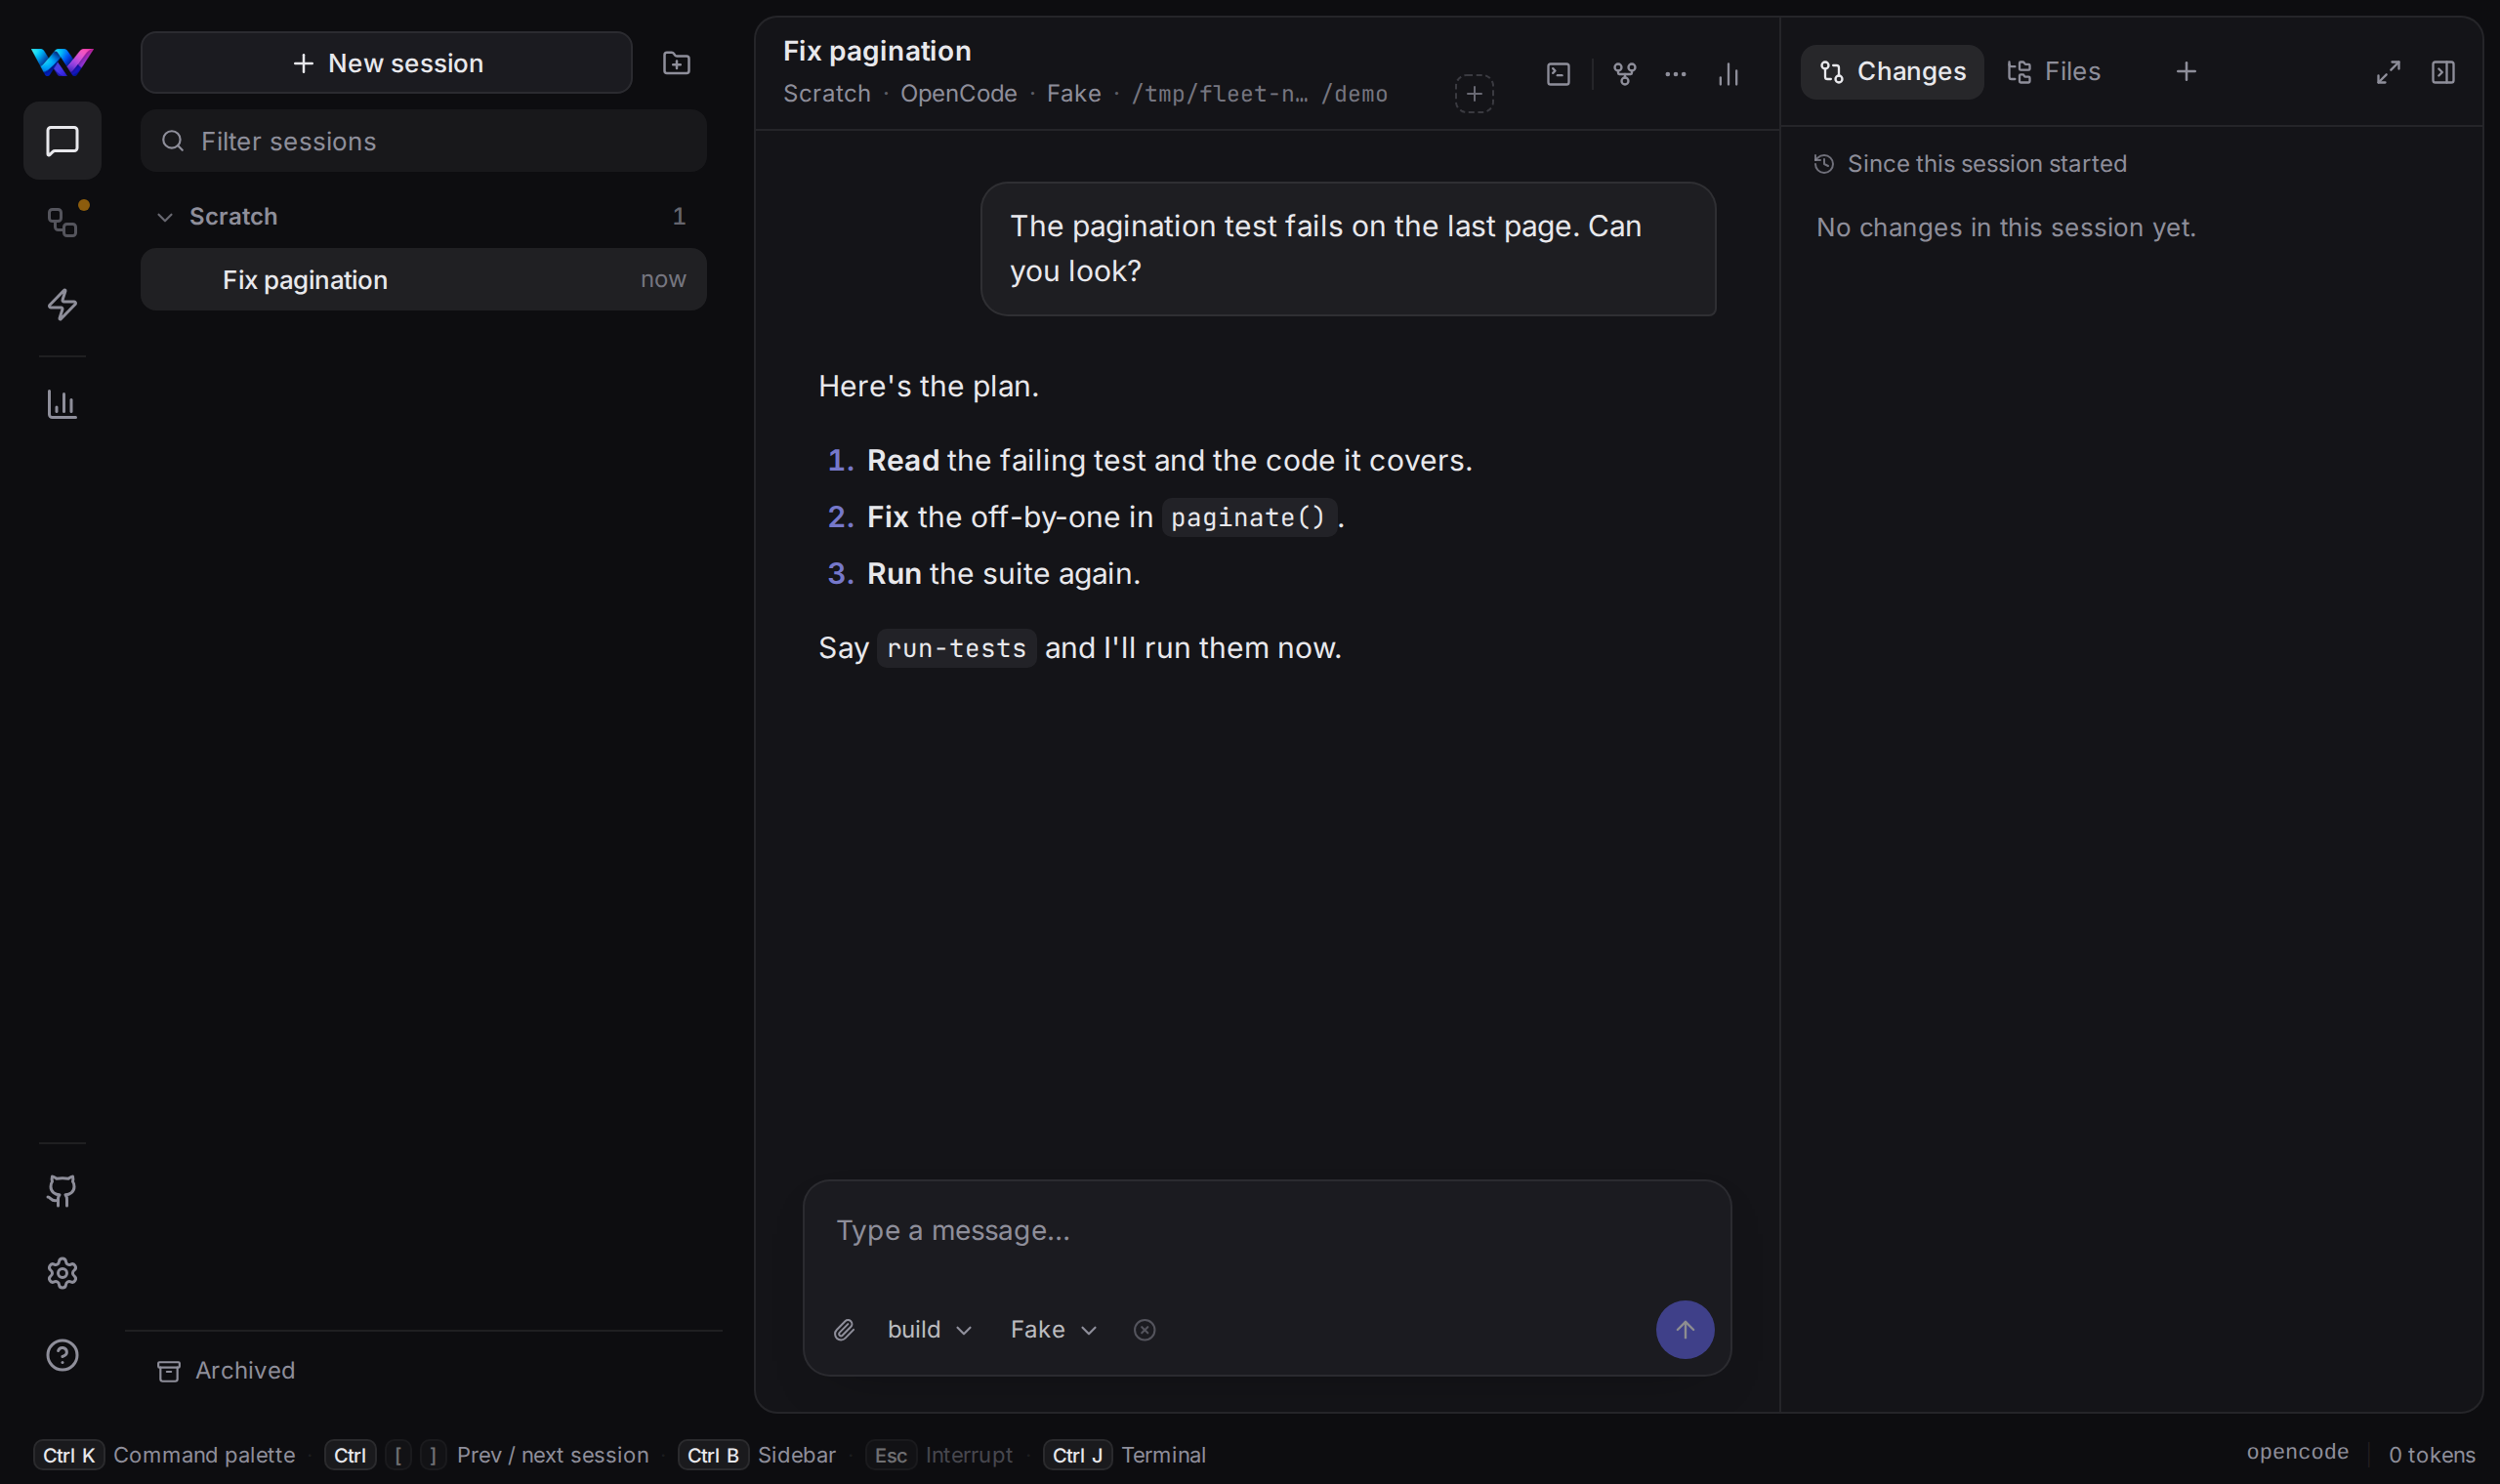 New session
Filter sessions
Scratch 1
Fix pagination now
Archived
Fix pagination
Scratch · OpenCode · Fake · /tmp/fleet-n… /demo
The pagination test fails on the last page. Can
you look?
Here's the plan.
1. Read the failing test and the code it covers.
2. Fix the off-by-one in paginate().
3. Run the suite again.
Say run-tests and I'll run them now.
Type a message...
build Fake
Changes Files
Since this session started
No changes in this session yet.
Ctrl K Command palette · Ctrl [ ] Prev / next session · Ctrl B Sidebar · Esc Interrupt · Ctrl J Terminal
opencode 0 tokens